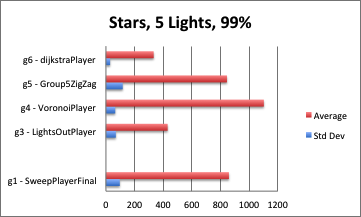 Stars, 5 Lights, 99%
g6 - dijkstraPlayer
g5 - Group5ZigZag
g4 - VoronoiPlayer
g3 - LightsOutPlayer
g1 - SweepPlayerFinal
Average
Std Dev
0 200 400 600 800 1000 1200